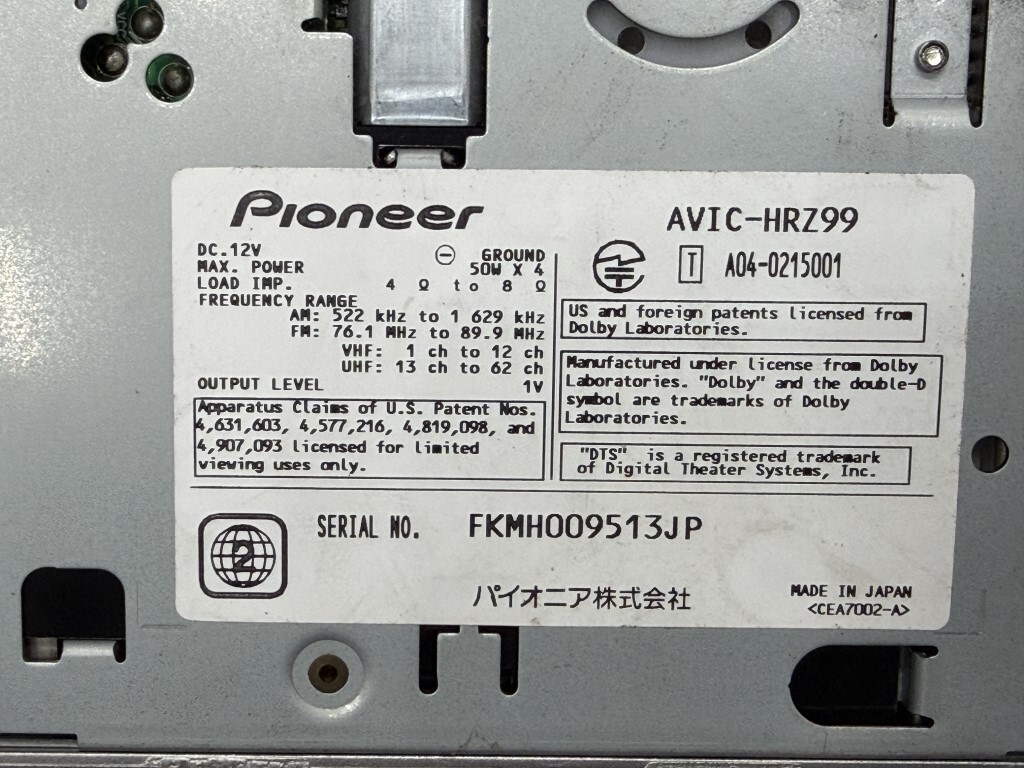 Pioneer
AVIC-HRZ99
DC.12V ⊖ GROUND
MAX. POWER 50W X 4
LOAD IMP. 4 Ω to 8 Ω
FREQUENCY RANGE
AM: 522 kHz to 1 629 kHz
FM: 76.1 MHz to 89.9 MHz
VHF: 1 ch to 12 ch
UHF: 13 ch to 62 ch
OUTPUT LEVEL 1V
Apparatus Claims of U.S. Patent Nos.
4,631,603, 4,577,216, 4,819,098, and
4,907,093 licensed for limited
viewing uses only.
T A04-0215001
US and foreign patents licensed from
Dolby Laboratories.
Manufactured under license from Dolby
Laboratories. "Dolby" and the double-D
symbol are trademarks of Dolby
Laboratories.
"DTS" is a registered trademark
of Digital Theater Systems, Inc.
2
SERIAL NO. FKMH009513JP
パイオニア株式会社
MADE IN JAPAN
<CEA7002-A>